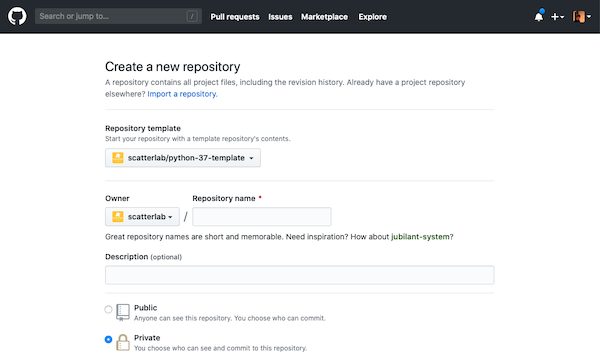 Search or jump to... / Pull requests Issues Marketplace Explore
Create a new repository
A repository contains all project files, including the revision history. Already have a project repository
elsewhere? Import a repository.
Repository template
Start your repository with a template repository's contents.
scatterlab/python-37-template
Owner Repository name *
scatterlab /
Great repository names are short and memorable. Need inspiration? How about jubilant-system?
Description (optional)
Public
Anyone can see this repository. You choose who can commit.
Private
You choose who can see and commit to this repository.